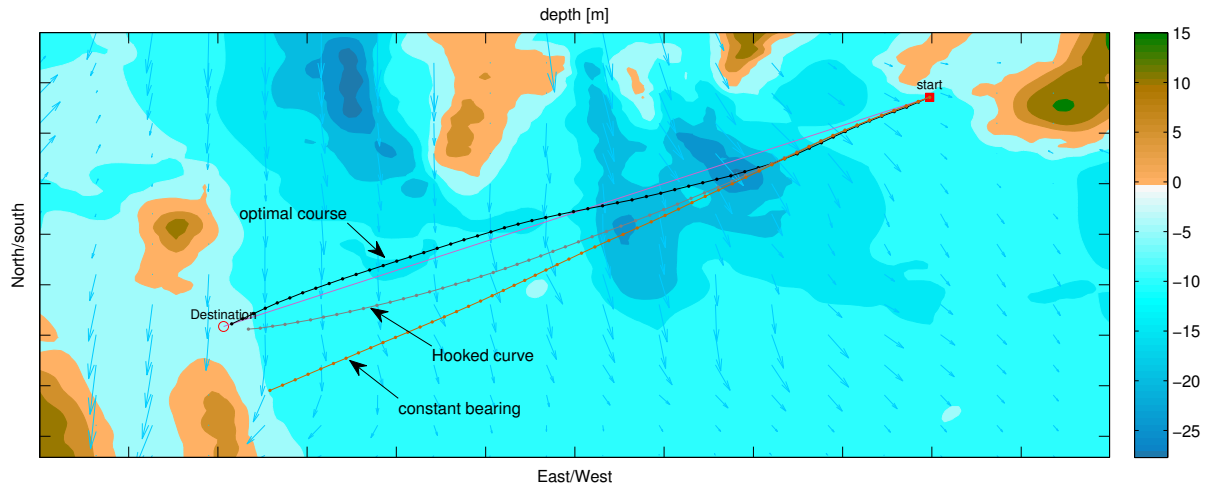 depth [m]
start
optimal course
Destination
Hooked curve
constant bearing
North/south
East/West
15
10
5
0
−5
−10
−15
−20
−25